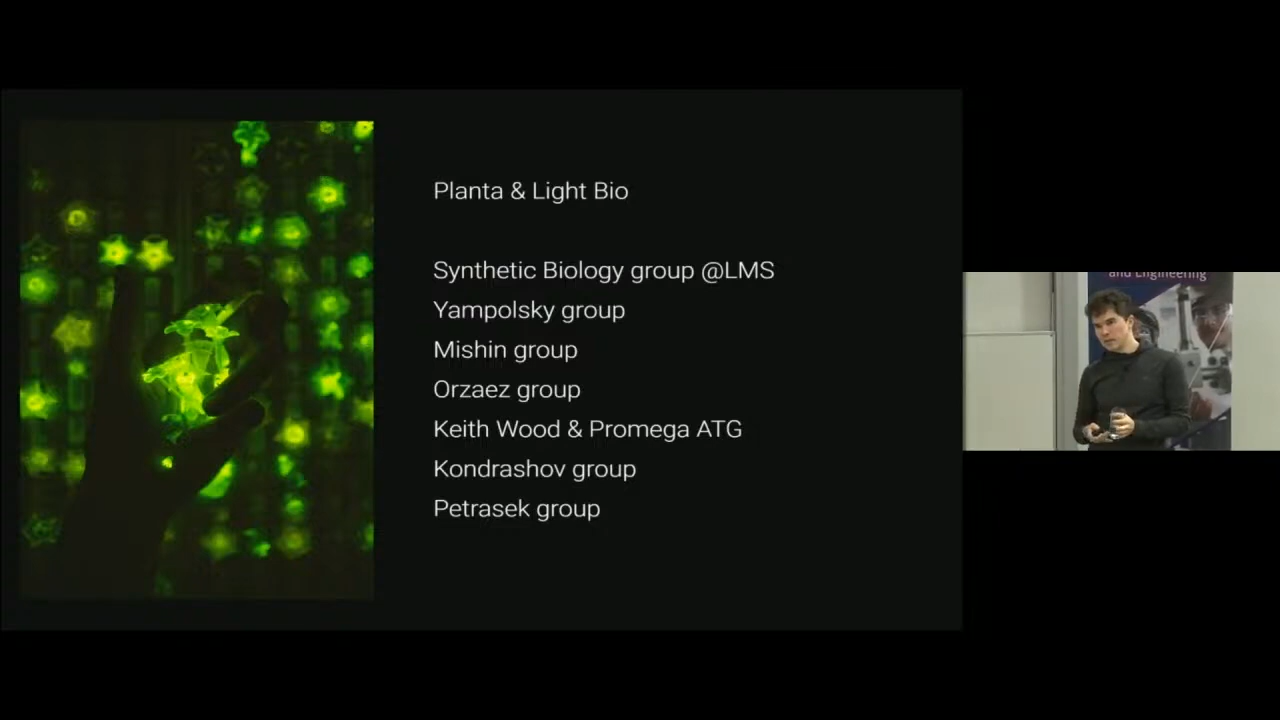 Planta & Light Bio
Synthetic Biology group @LMS
Yampolsky group
Mishin group
Orzaez group
Keith Wood & Promega ATG
Kondrashov group
Petrasek group
and Engineering